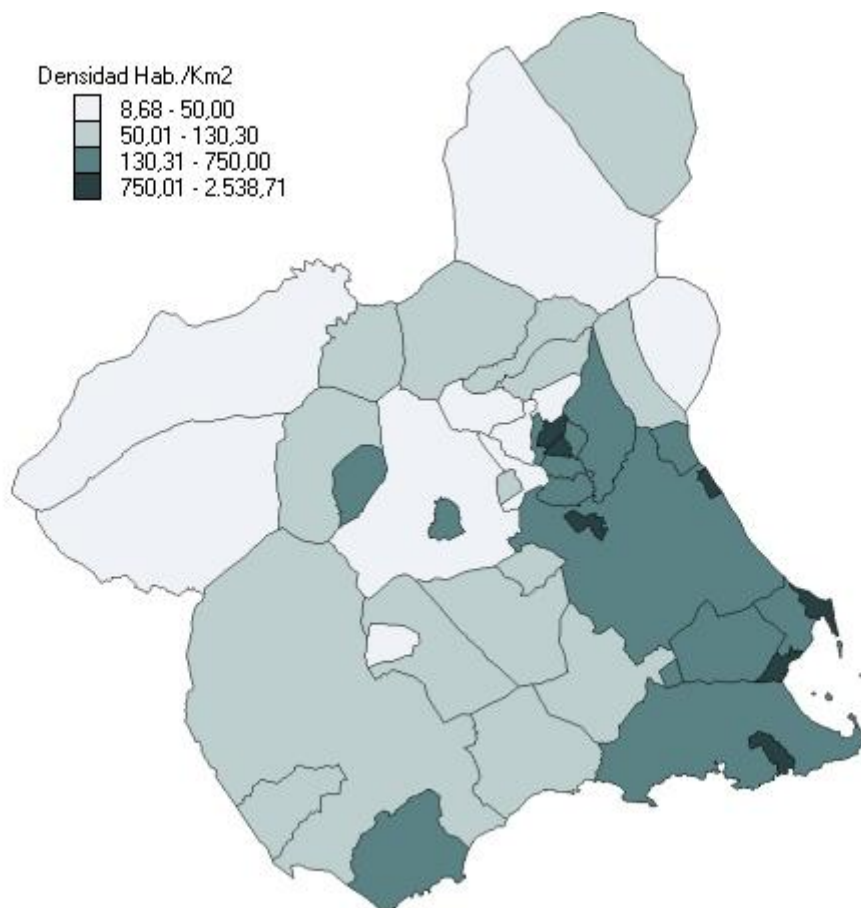 Densidad Hab./Km2
8,68 - 50,00
50,01 - 130,30
130,31 - 750,00
750,01 - 2.538,71